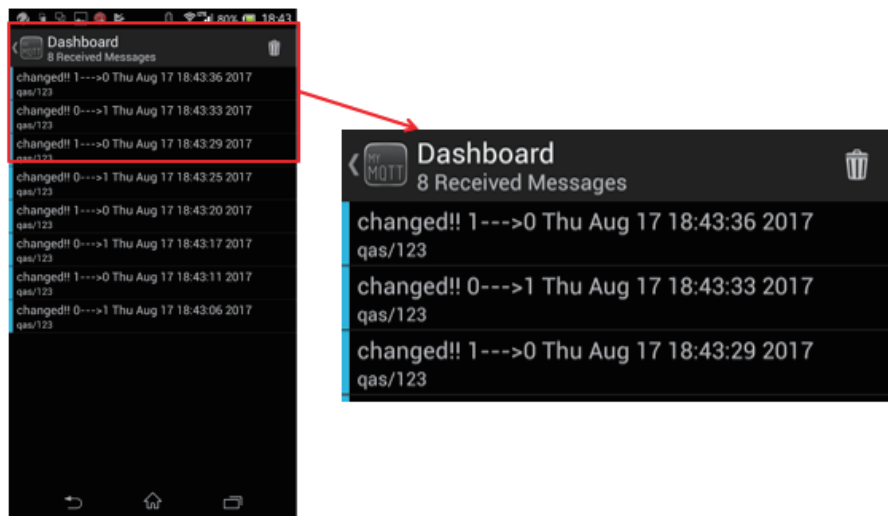 80% 18:43
MY MQTT
Dashboard
8 Received Messages
changed!! 1--->0 Thu Aug 17 18:43:36 2017
qas/123
changed!! 0--->1 Thu Aug 17 18:43:33 2017
qas/123
changed!! 1--->0 Thu Aug 17 18:43:29 2017
qas/123
changed!! 0--->1 Thu Aug 17 18:43:25 2017
qas/123
changed!! 1--->0 Thu Aug 17 18:43:20 2017
qas/123
changed!! 0--->1 Thu Aug 17 18:43:17 2017
qas/123
changed!! 1--->0 Thu Aug 17 18:43:11 2017
qas/123
changed!! 0--->1 Thu Aug 17 18:43:06 2017
qas/123
MY
MQTT
Dashboard
8 Received Messages
changed!! 1--->0 Thu Aug 17 18:43:36 2017
qas/123
changed!! 0--->1 Thu Aug 17 18:43:33 2017
qas/123
changed!! 1--->0 Thu Aug 17 18:43:29 2017
qas/123